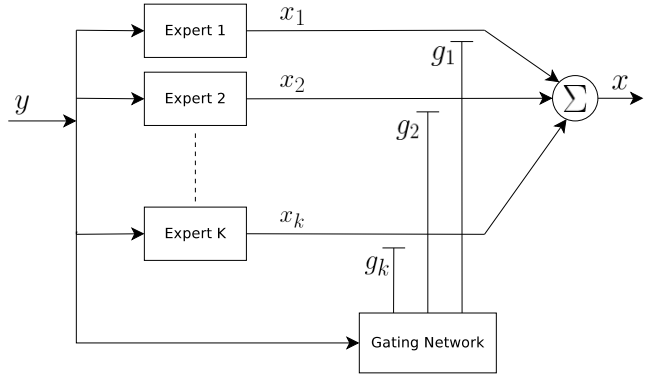 Expert 1
x₁
g₁
Expert 2
x₂
Σ
x
y
g₂
Expert K
xₖ
gₖ
Gating Network